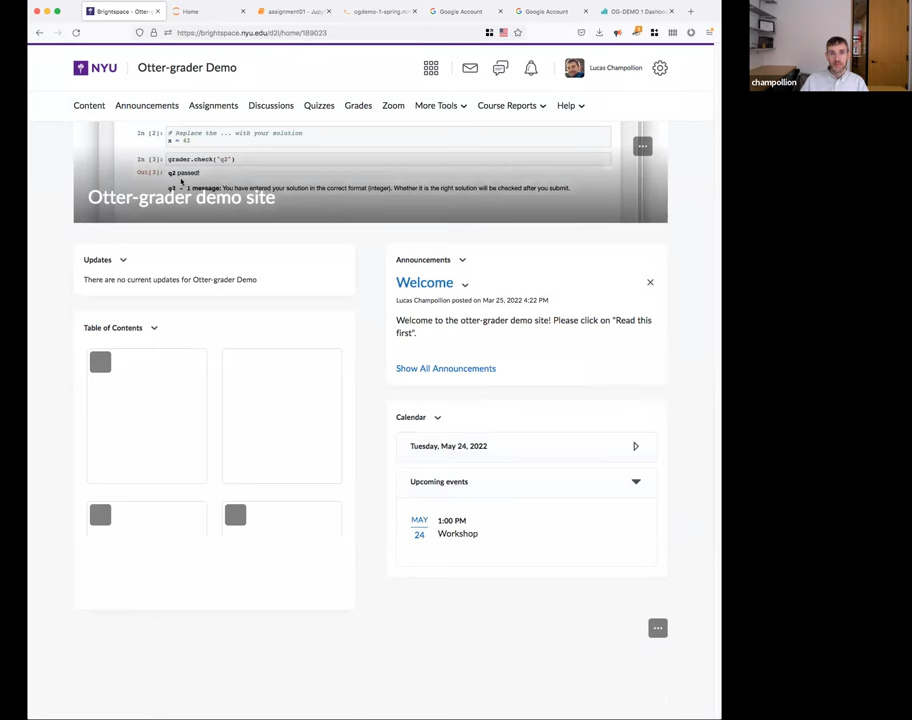 Brightspace - Otter-
Home
assignment01 - Jupyt
ogdemo-1-spring.rcn
Google Account
Google Account
OG-DEMO 1 Dashbo
https://brightspace.nyu.edu/d2l/home/189023
NYU
Otter-grader Demo
Lucas Champollion
champollion
Content
Announcements
Assignments
Discussions
Quizzes
Grades
Zoom
More Tools
Course Reports
Help
In [2]: # Replace the ... with your solution
x = 42
In [3]: grader.check("q2")
Out[3]: q2 passed!
q2 - 1 message: You have entered your solution in the correct format (integer). Whether it is the right solution will be checked after you submit.
Otter-grader demo site
Updates
There are no current updates for Otter-grader Demo
Table of Contents
Announcements
Welcome
Lucas Champollion posted on Mar 25, 2022 4:22 PM
Welcome to the otter-grader demo site! Please click on "Read this
first".
Show All Announcements
Calendar
Tuesday, May 24, 2022
Upcoming events
MAY
24
1:00 PM
Workshop